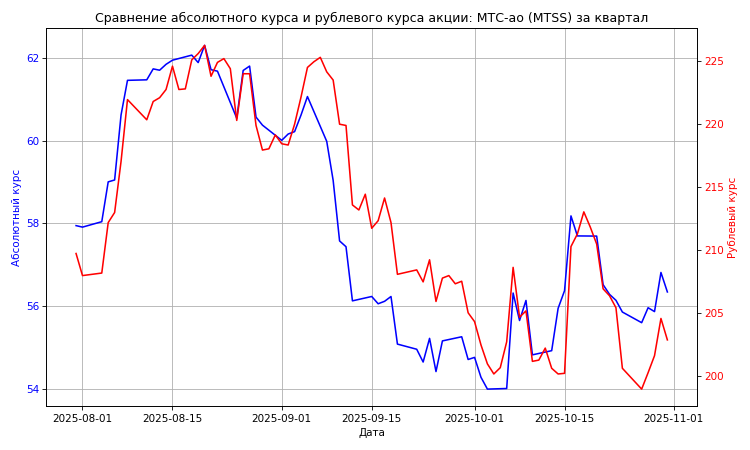 Сравнение абсолютного курса и рублевого курса акции: МТС-ао (MTSS) за квартал
62
60
58
56
54
Абсолютный курс
225
220
215
210
205
200
Рублевый курс
2025-08-01 2025-08-15 2025-09-01 2025-09-15 2025-10-01 2025-10-15 2025-11-01
Дата